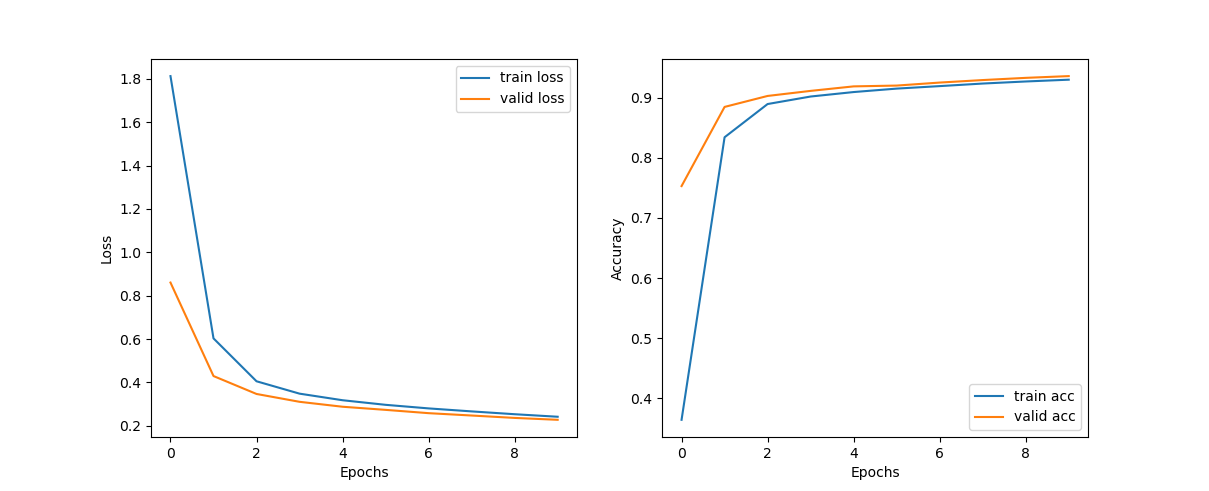 1.8
1.6
1.4
1.2
1.0
0.8
0.6
0.4
0.2
Loss
0 2 4 6 8
Epochs
train loss
valid loss
0.9
0.8
0.7
0.6
0.5
0.4
Accuracy
0 2 4 6 8
Epochs
train acc
valid acc